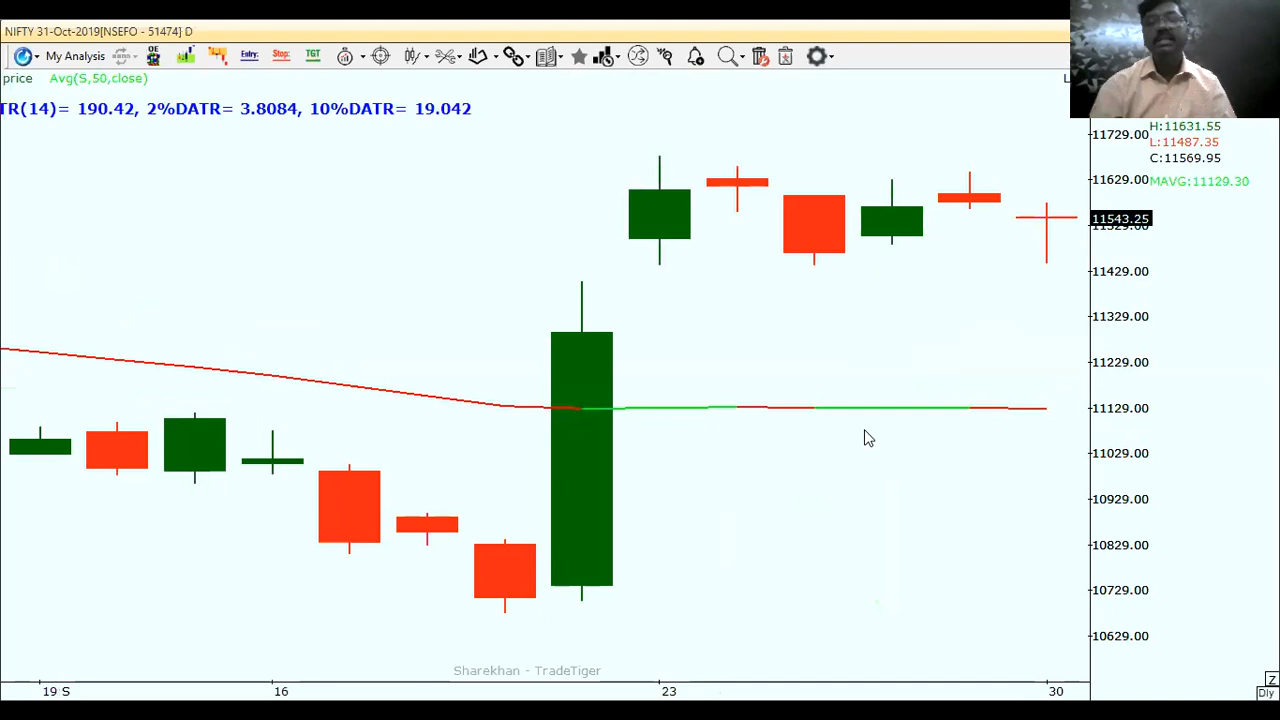 NIFTY 31-Oct-2019[NSEFO - 51474] D
OE My Analysis Entry: Stop: TGT
price Avg(S,50,close)
TR(14)= 190.42, 2%DATR= 3.8084, 10%DATR= 19.042
L
H:11631.55
L:11487.35
C:11569.95
MAVG:11129.30
11729.00
11629.00
11543.25
11529.00
11429.00
11329.00
11229.00
11129.00
11029.00
10929.00
10829.00
10729.00
10629.00
Sharekhan - TradeTiger
19 S 16 23 30
Z
Dly